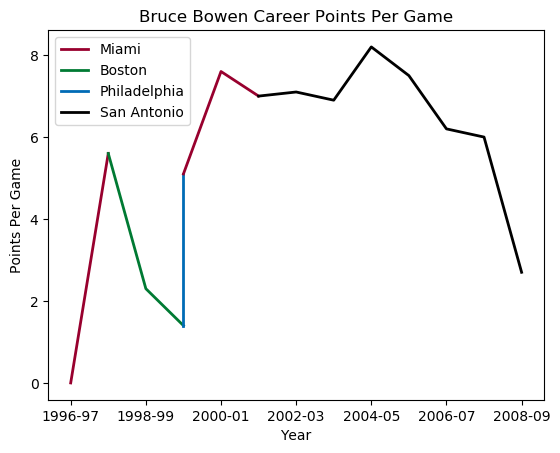 Bruce Bowen Career Points Per Game
Miami
Boston
Philadelphia
San Antonio
8
6
4
2
0
Points Per Game
1996-97
1998-99
2000-01
2002-03
2004-05
2006-07
2008-09
Year